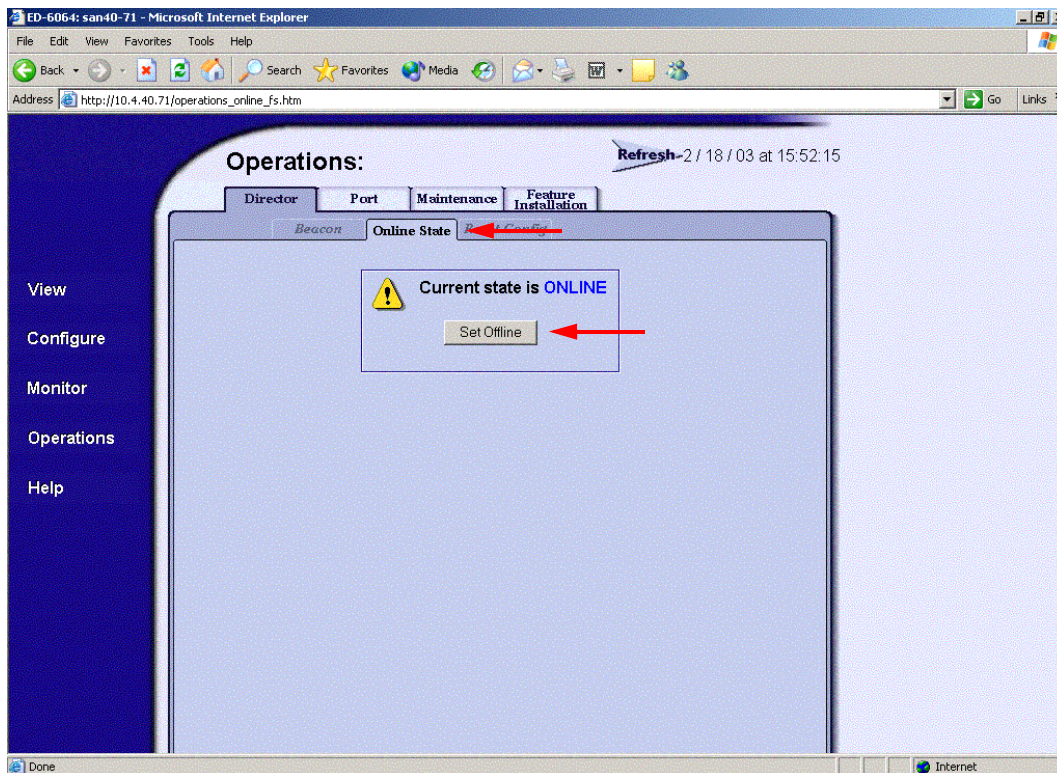 ED-6064: san40-71 - Microsoft Internet Explorer
File Edit View Favorites Tools Help
Back Search Favorites Media
Address http://10.4.40.71/operations_online_fs.htm Go Links
Operations:
Refresh-2 / 18 / 03 at 15:52:15
Director Port Maintenance Feature Installation
Beacon Online State Config
Current state is ONLINE
Set Offline
View
Configure
Monitor
Operations
Help
Done Internet